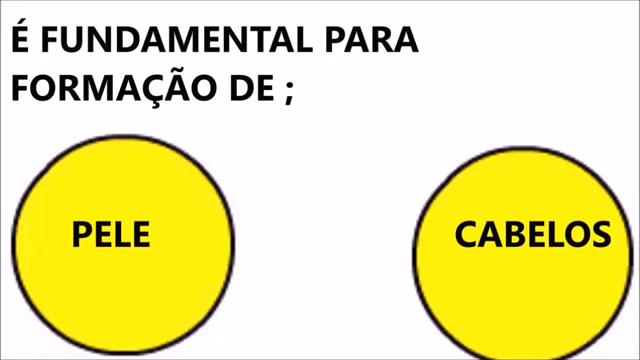 É FUNDAMENTAL PARA
FORMAÇÃO DE ;
PELE
CABELOS